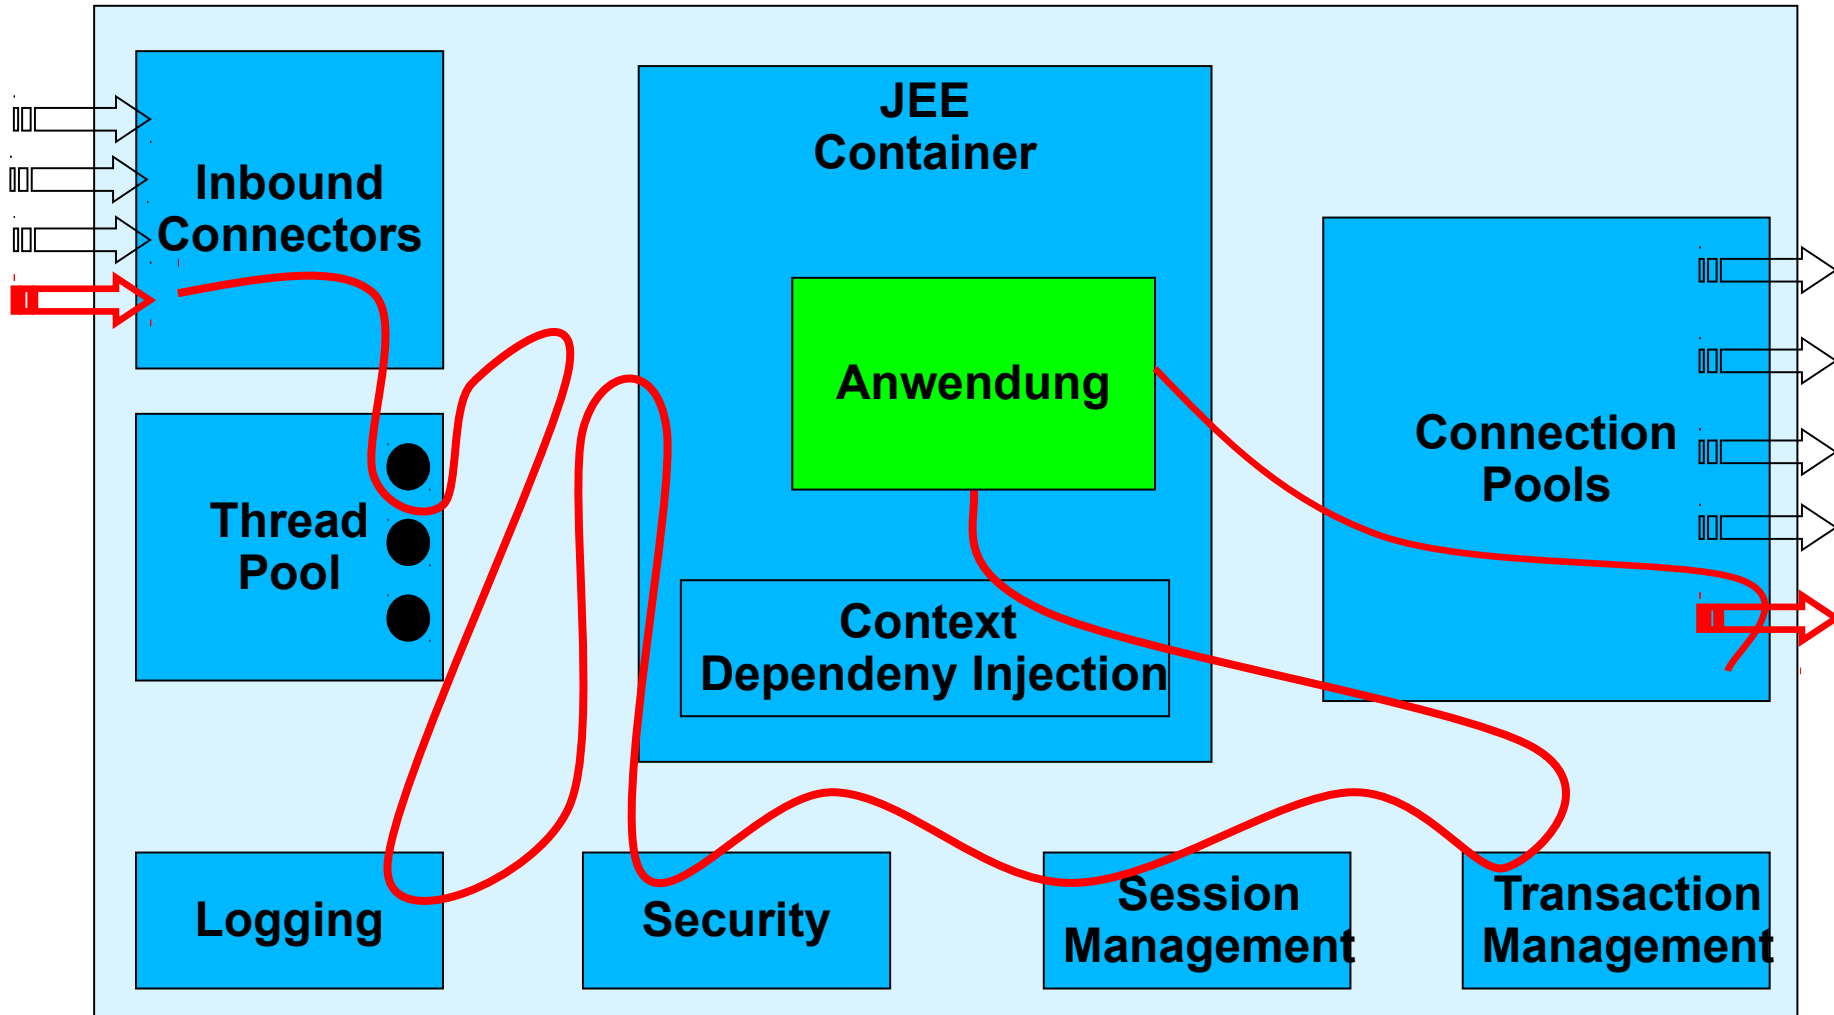 JEE
Container
Inbound
Connectors
Anwendung
Connection
Pools
Thread
Pool
Context
Dependeny Injection
Logging
Security
Session
Management
Transaction
Management